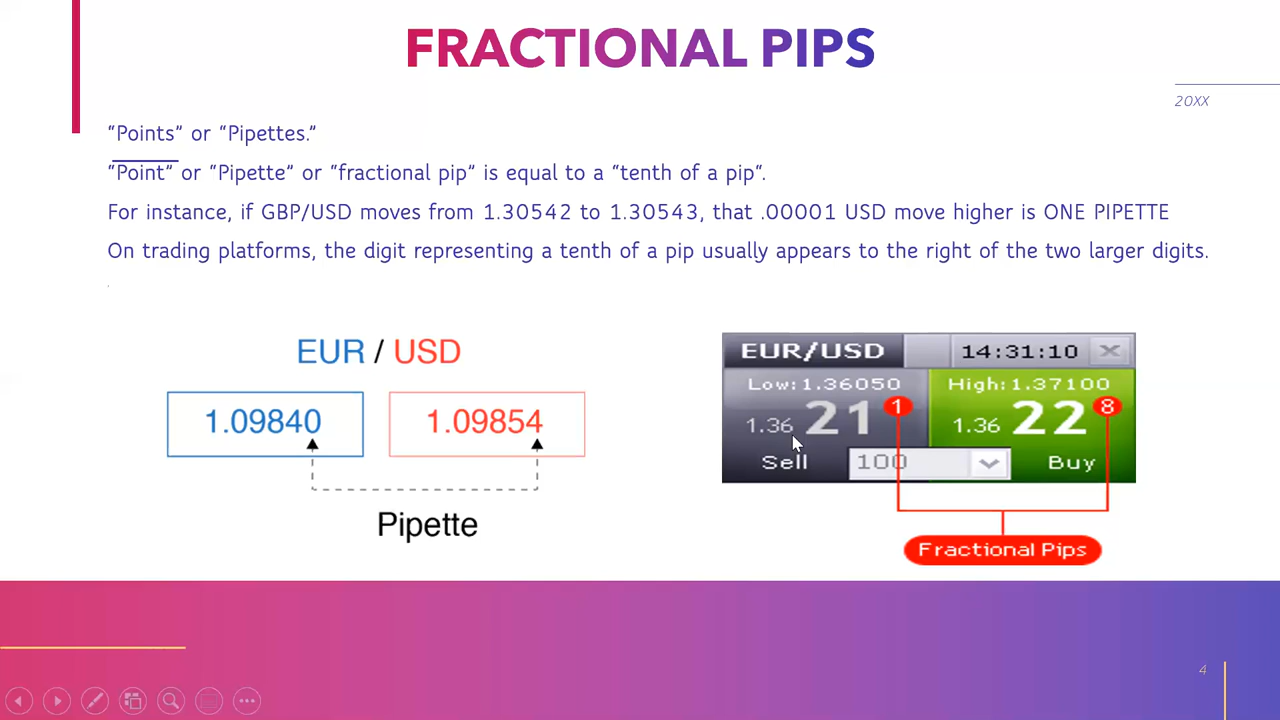 FRACTIONAL PIPS
20XX
“Points” or “Pipettes.”
“Point” or “Pipette” or “fractional pip” is equal to a “tenth of a pip“.
For instance, if GBP/USD moves from 1.30542 to 1.30543, that .00001 USD move higher is ONE PIPETTE
On trading platforms, the digit representing a tenth of a pip usually appears to the right of the two larger digits.
.
EUR / USD
1.09840 1.09854
Pipette
EUR/USD 14:31:10
Low:1.36050 High:1.37100
1.36 21 1 1.36 22 8
Sell 100 Buy
Fractional Pips
4